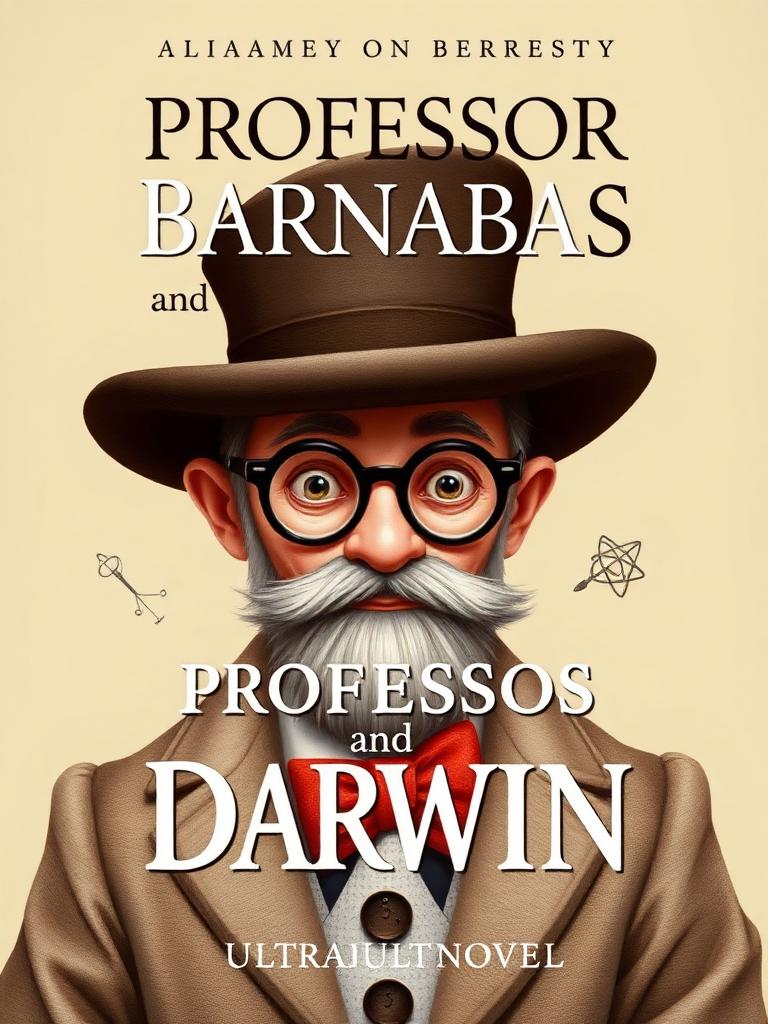 ALIAAMEY ON BERRESTY
PROFESSOR
BARNABAS
and
PROFESSOS
and
DARWIN
ULTRAJULTNOVEL